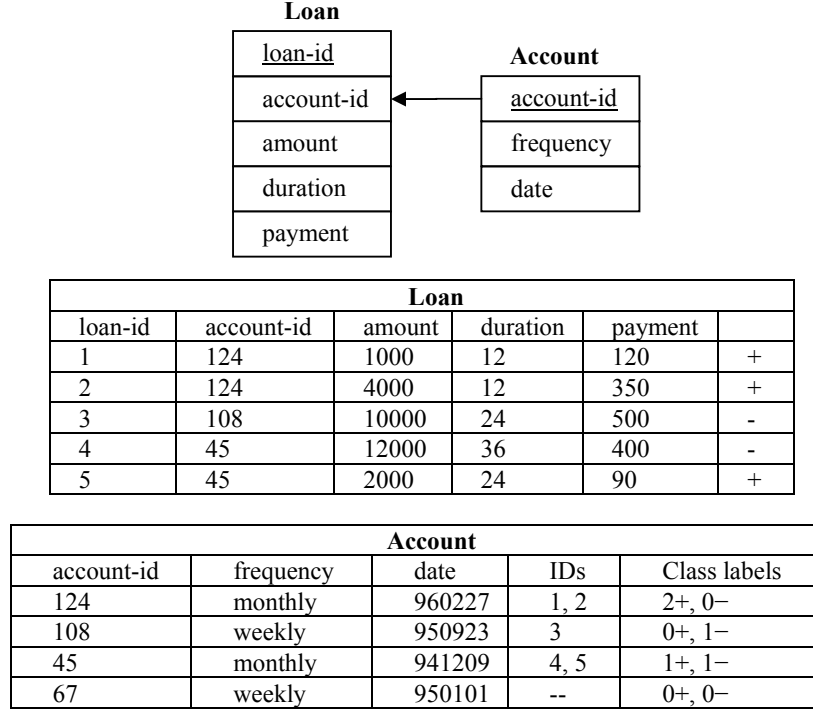 Loan
loan-id
account-id
amount
duration
payment
Account
account-id
frequency
date
Loan
loan-id account-id amount duration payment
1 124 1000 12 120 +
2 124 4000 12 350 +
3 108 10000 24 500 -
4 45 12000 36 400 -
5 45 2000 24 90 +
Account
account-id frequency date IDs Class labels
124 monthly 960227 1, 2 2+, 0−
108 weekly 950923 3 0+, 1−
45 monthly 941209 4, 5 1+, 1−
67 weekly 950101 -- 0+, 0−